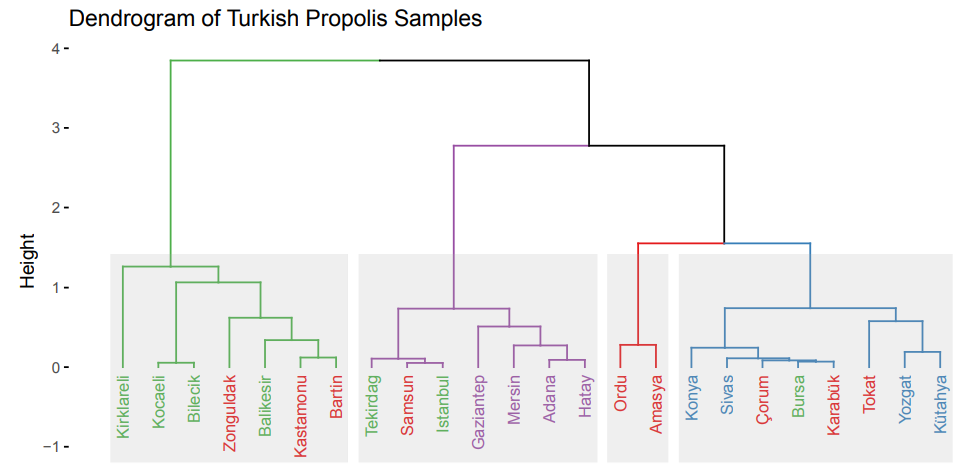 Dendrogram of Turkish Propolis Samples
4
3
2
1
0
−1
Height
Kirklareli
Kocaeli
Bilecik
Zonguldak
Balikesir
Kastamonu
Bartin
Tekirdag
Samsun
Istanbul
Gaziantep
Mersin
Adana
Hatay
Ordu
Amasya
Konya
Sivas
Çorum
Bursa
Karabük
Tokat
Yozgat
Kütahya